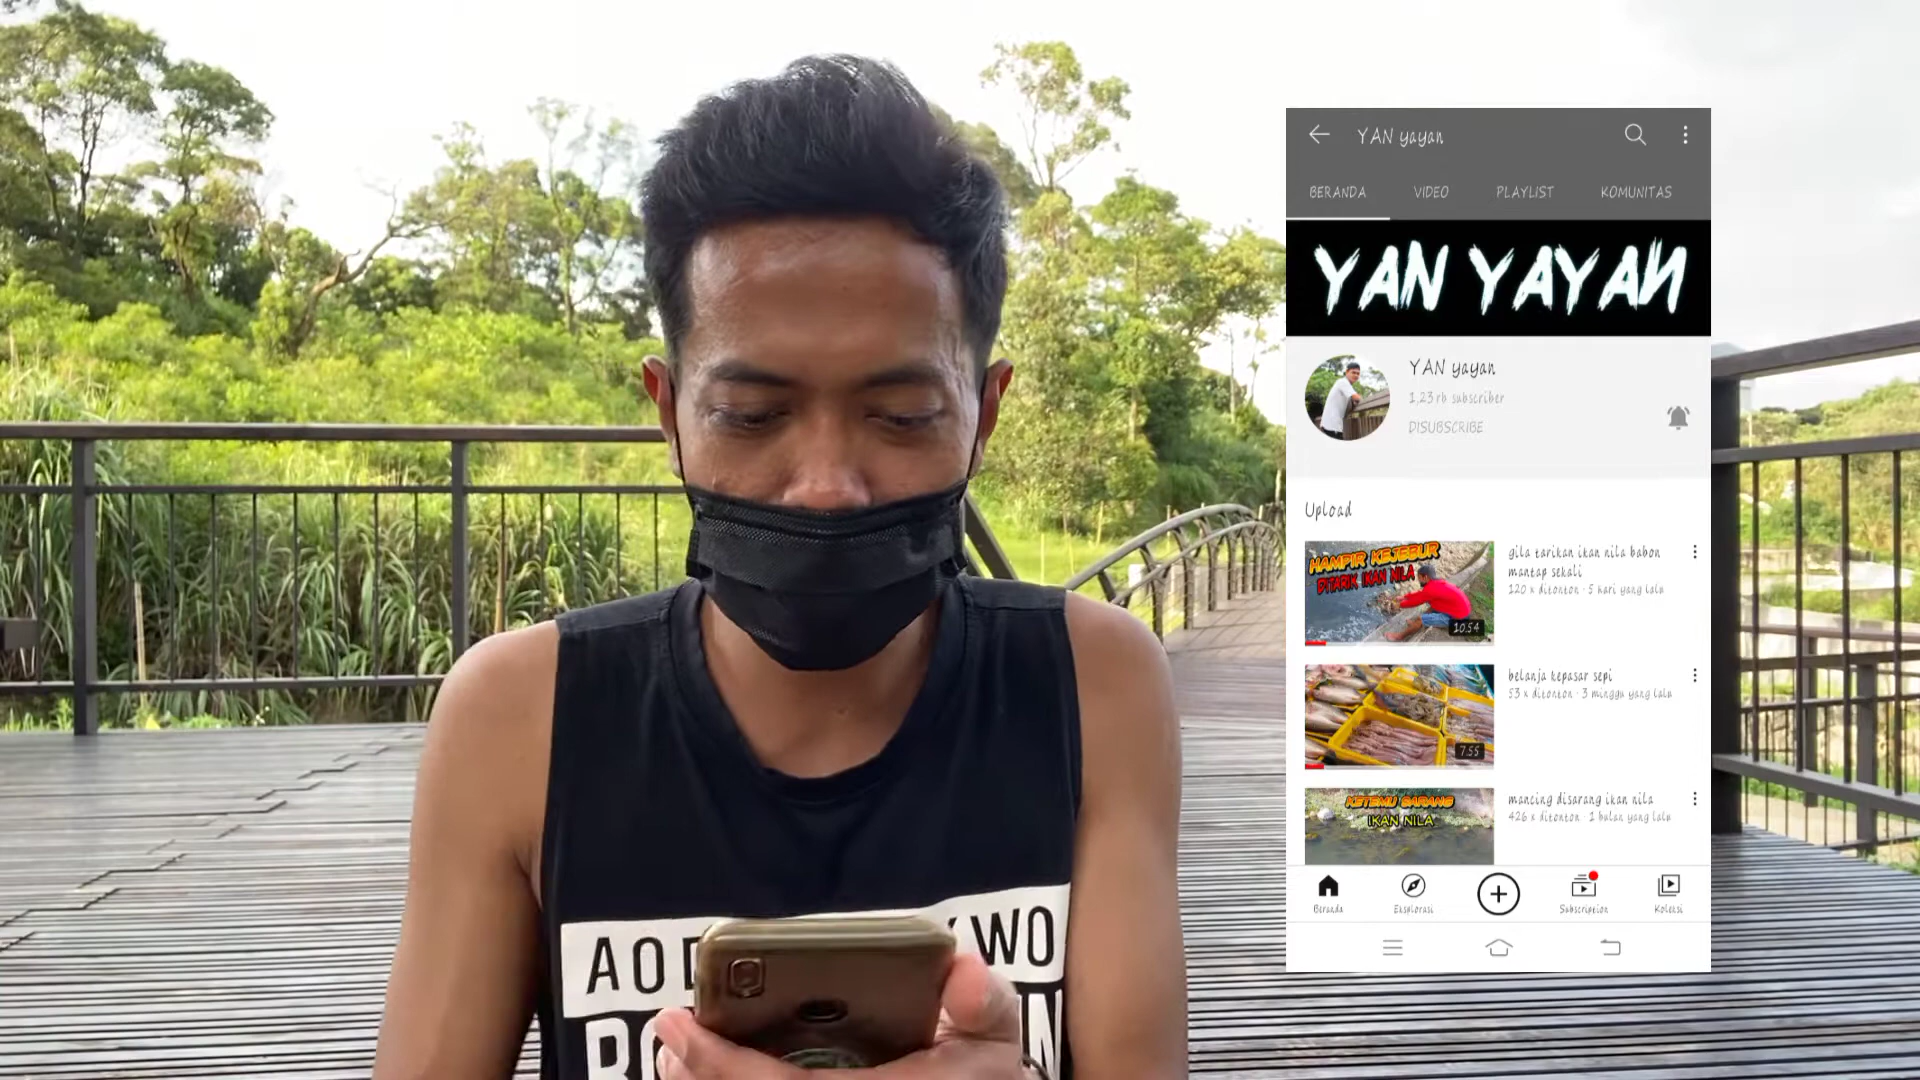 YAN yayan
BERANDA VIDEO PLAYLIST KOMUNITAS
YAN YAYAN
YAN yayan
1,23 rb subscriber
DISUBSCRIBE
Upload
HAMPIR KEJEBUR
DITARIK IKAN NILA
10.54
gila tarikan ikan nila babon
mantap sekali
120 x ditonton · 5 hari yang lalu
7.55
belanja kepasar sepi
53 x ditonton · 3 minggu yang lalu
KETEMU SARANG
IKAN NILA
mancing disarang ikan nila
426 x ditonton · 1 bulan yang lalu
Beranda Eksplorasi Subscription Koleksi
WO